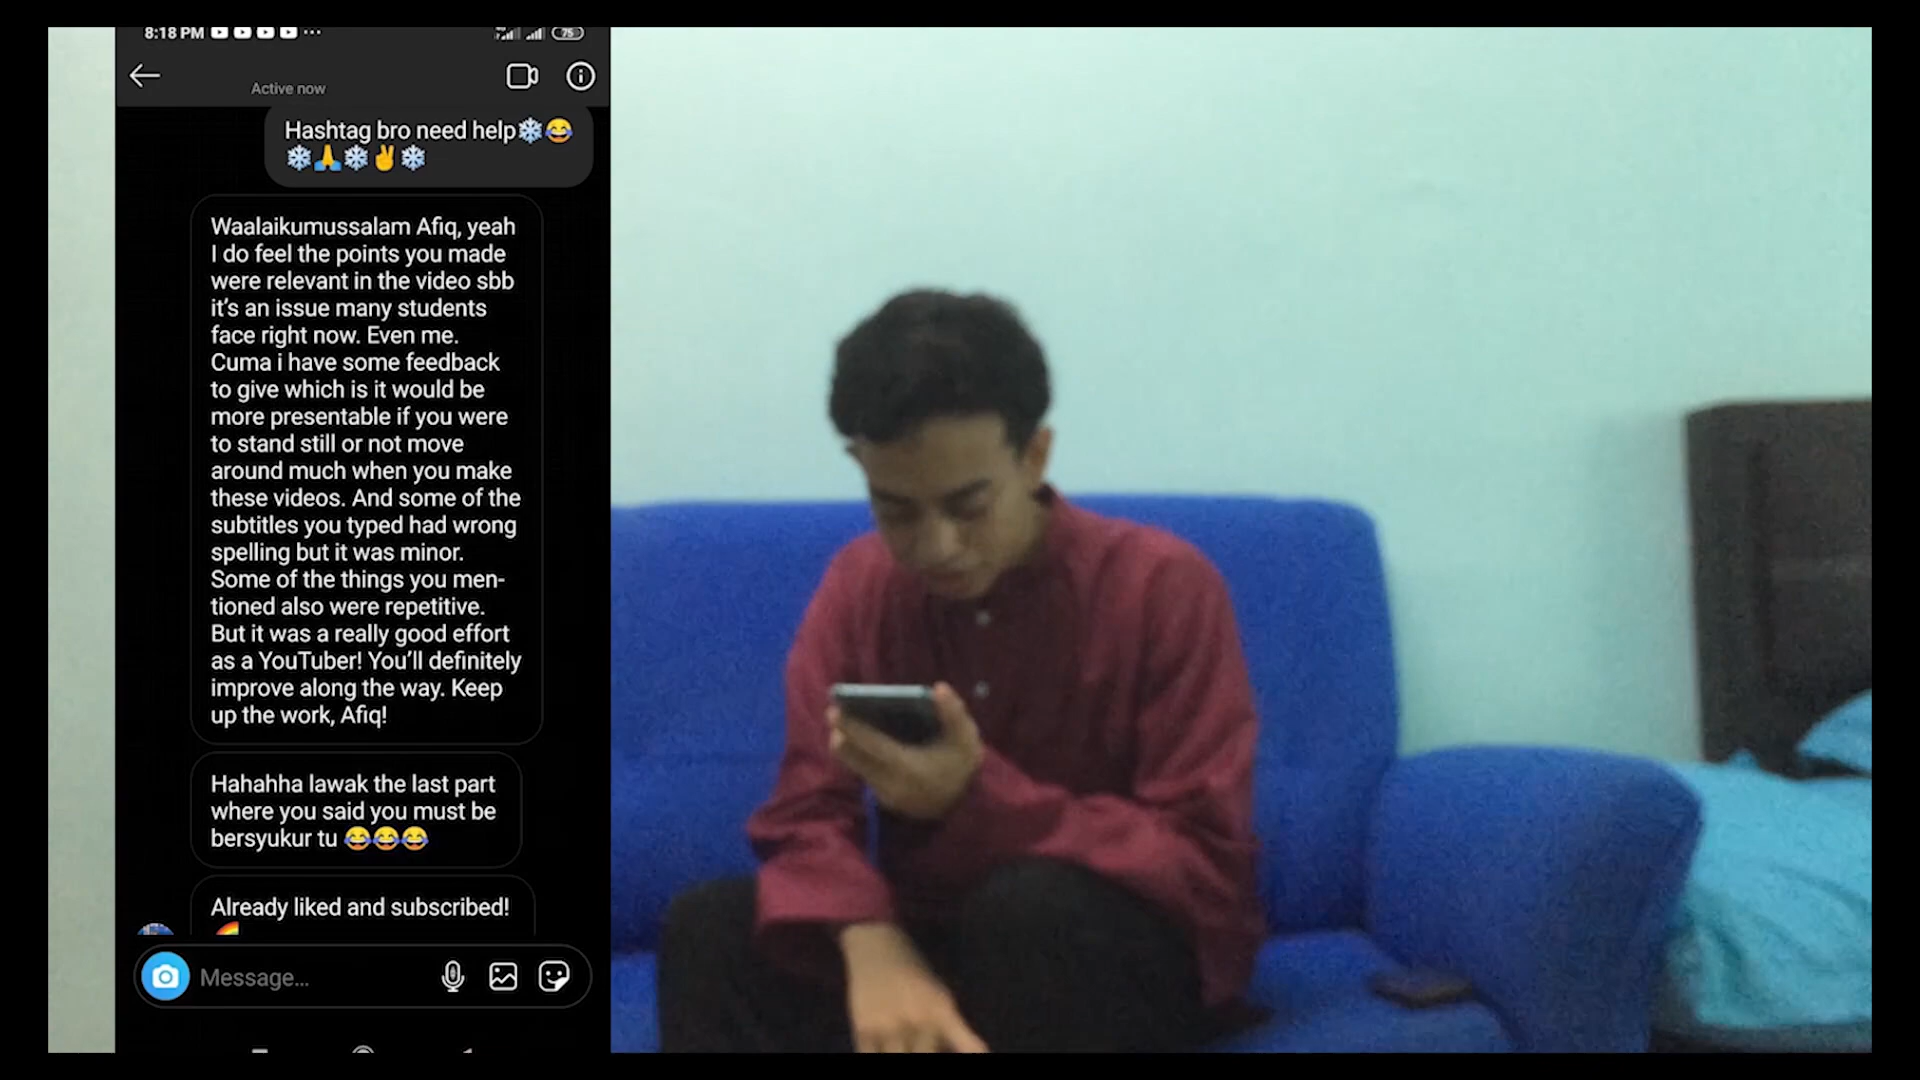 8:18 PM
75
Active now
Hashtag bro need help❄😂
❄🙏❄✌❄
Waalaikumussalam Afiq, yeah
I do feel the points you made
were relevant in the video sbb
it's an issue many students
face right now. Even me.
Cuma i have some feedback
to give which is it would be
more presentable if you were
to stand still or not move
around much when you make
these videos. And some of the
subtitles you typed had wrong
spelling but it was minor.
Some of the things you men-
tioned also were repetitive.
But it was a really good effort
as a YouTuber! You'll definitely
improve along the way. Keep
up the work, Afiq!
Hahahha lawak the last part
where you said you must be
bersyukur tu 😂😂😂
Already liked and subscribed!
Message...